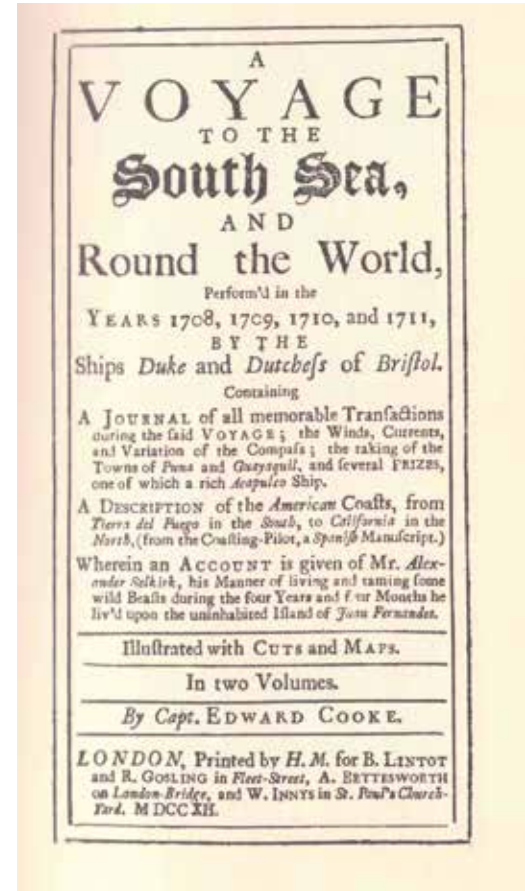 A
VOYAGE
TO THE
South Sea,
AND
Round the World,
Perform'd in the
YEARS 1708, 1709, 1710, and 1711,
BY THE
Ships Duke and Dutcheſs of Briſtol.
Containing
A JOURNAL of all memorable Tranſactions
during the ſaid VOYAGE; the Winds, Currents,
and Variation of the Compaſs; the taking of the
Towns of Puna and Guayaquil, and ſeveral PRIZES,
one of which a rich Acapulco Ship.
A DESCRIPTION of the American Coaſts, from
Tierra del Fuego in the South, to California in the
North, (from the Coaſting-Pilot, a Spaniſh Manuſcript.)
Wherein an ACCOUNT is given of Mr. Alex-
ander Selkirk, his Manner of living and taming ſome
wild Beaſts during the four Years and four Months he
liv'd upon the uninhabited Iſland of Juan Fernandes.
Illuſtrated with CUTS and MAPS.
In two Volumes.
By Capt. EDWARD COOKE.
LONDON, Printed by H. M. for B. LINTOT
and R. GOSLING in Fleet-Street, A. BETTESWORTH
on London-Bridge, and W. INNYS in St. Paul's Church-
Yard. M DCC XII.